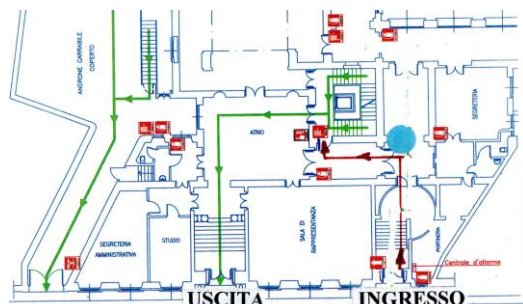 ANDRONE CARRABILE
COPERTO
ATRIO
SEGRETERIA
SEGRETERIA
AMMINISTRATIVA
STUDIO
SALA DI
RAPPRESENTANZA
PORTINERIA
Centrale d'allarme
USCITA
INGRESSO